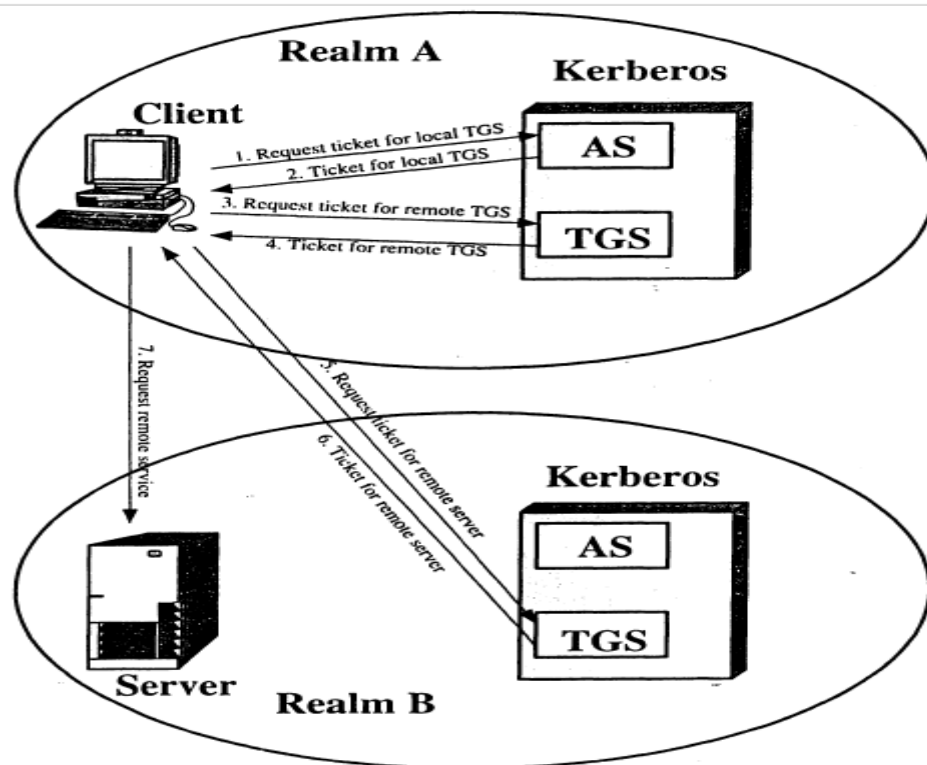 Realm A
Kerberos
Client
AS
1. Request ticket for local TGS
2. Ticket for local TGS
3. Request ticket for remote TGS
TGS
4. Ticket for remote TGS
7. Request remote service
5. Request ticket for remote server
6. Ticket for remote server
Kerberos
AS
TGS
Server
Realm B